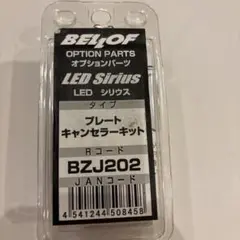 BELLOF
OPTION PARTS
オプションパーツ
LED Sirius
LED シリウス
タイプ
プレート
キャンセラーキット
Rコード
BZJ202
JANコード
4 541244 508458